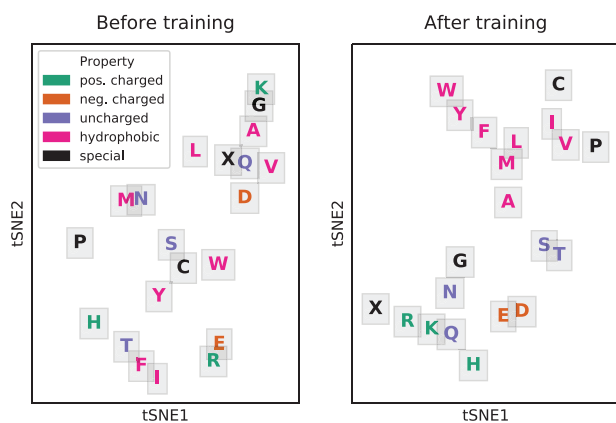 Before training
Property
pos. charged
neg. charged
uncharged
hydrophobic
special
K
G
A
L
X
Q
V
M
N
D
P
S
C
W
Y
H
T
E
F
R
I
tSNE2
tSNE1
After training
W
C
Y
I
F
L
V
P
M
A
S
T
G
N
X
R
K
Q
E
D
H
tSNE2
tSNE1